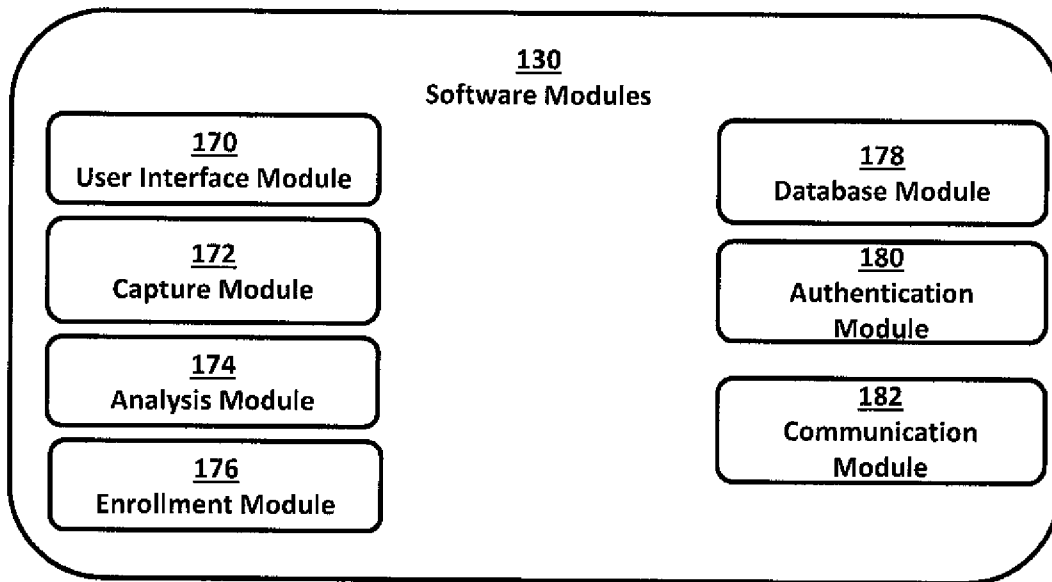 130
Software Modules
170
User Interface Module
172
Capture Module
174
Analysis Module
176
Enrollment Module
178
Database Module
180
Authentication
Module
182
Communication
Module